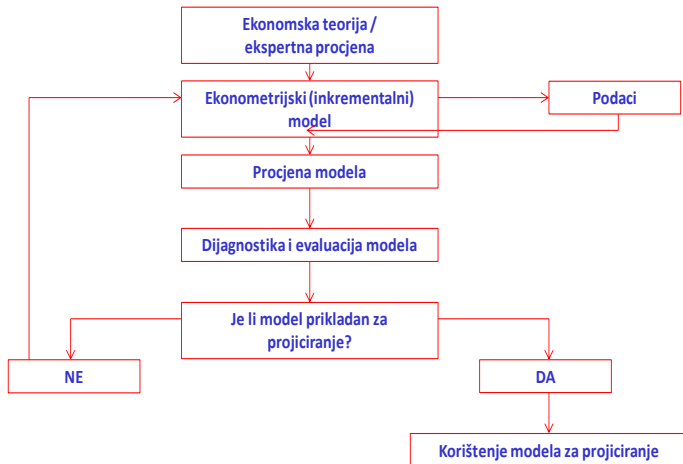 Ekonomska teorija /
ekspertna procjena
Ekonometrijski (inkrementalni)
model
Podaci
Procjena modela
Dijagnostika i evaluacija modela
Je li model prikladan za
projiciranje?
NE
DA
Korištenje modela za projiciranje